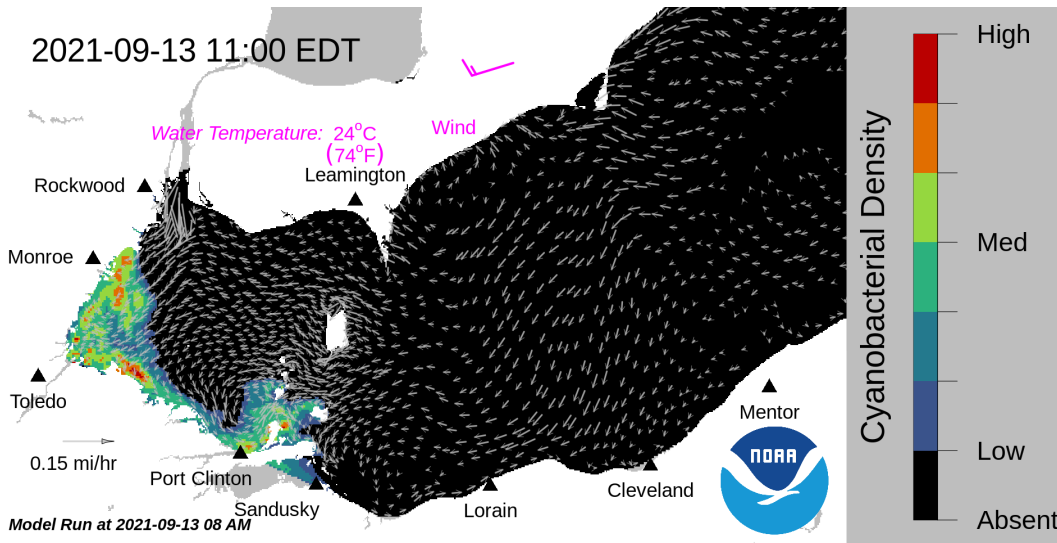 2021-09-13 11:00 EDT
Water Temperature: 24°C
(74°F)
Wind
Leamington
Rockwood
Monroe
Toledo
0.15 mi/hr
Port Clinton
Sandusky
Lorain
Cleveland
Mentor
NOAA
Model Run at 2021-09-13 08 AM
Cyanobacterial Density
High
Med
Low
Absent